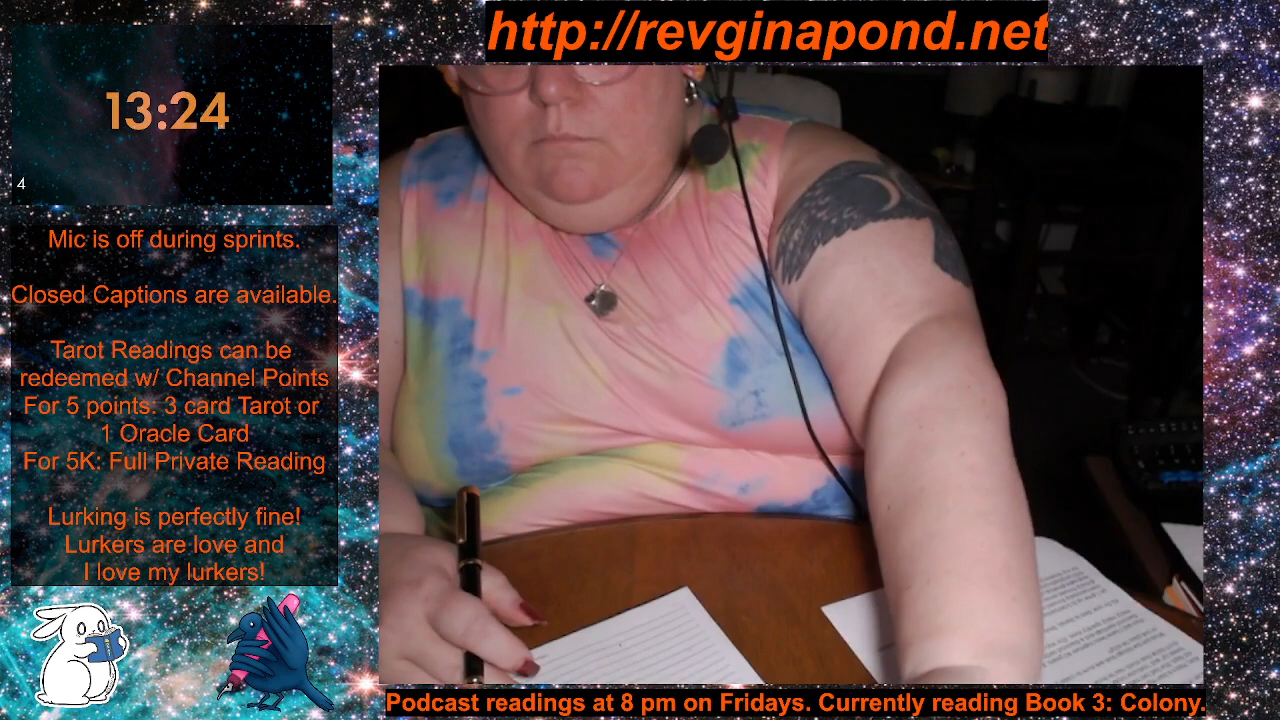 http://revginapond.net
13:24
4
Mic is off during sprints.
Closed Captions are available.
Tarot Readings can be
redeemed w/ Channel Points
For 5 points: 3 card Tarot or
1 Oracle Card
For 5K: Full Private Reading
Lurking is perfectly fine!
Lurkers are love and
I love my lurkers!
Podcast readings at 8 pm on Fridays. Currently reading Book 3: Colony.